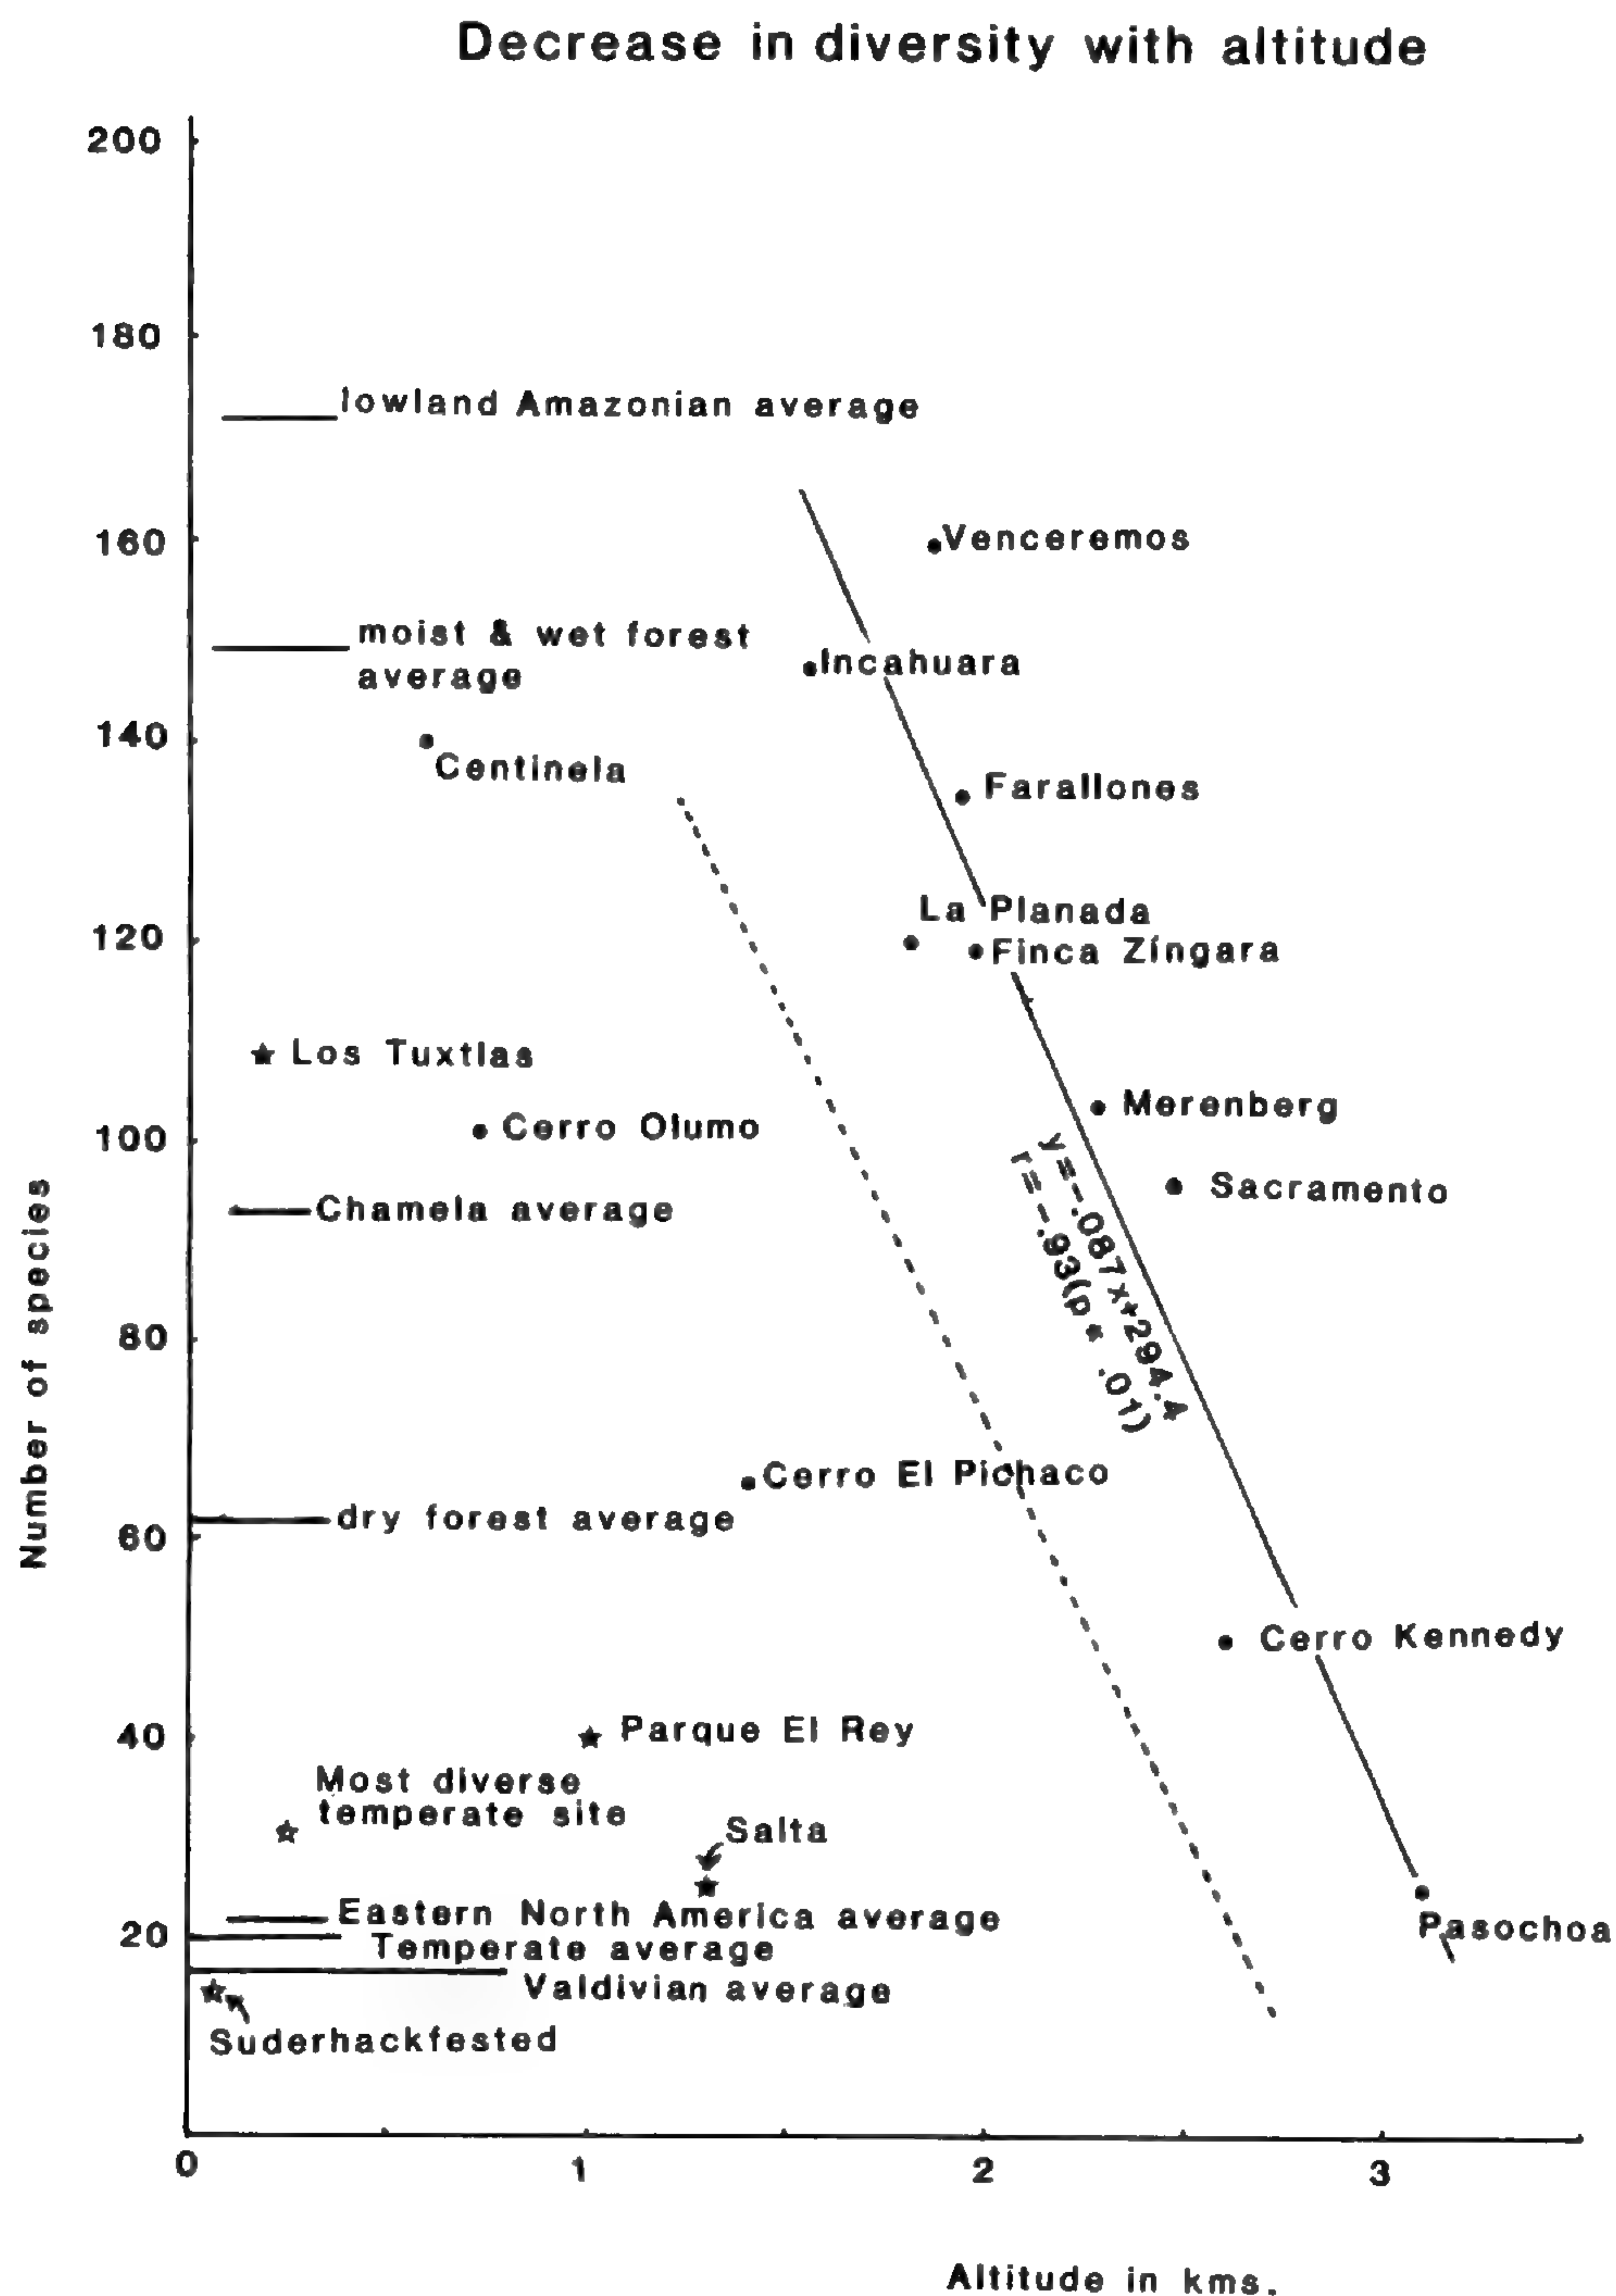 Decrease in diversity with altitude
200
180
lowland Amazonian average
160
Venceremos
moist & wet forest
average
Incahuara
140
Centinela
Farallones
La Planada
120
Finca Zíngara
Los Tuxtlas
Merenberg
100
Cerro Olumo
Sacramento
Chamela average
y=-.087x+294.4
r=-.93(p * .01)
Number of species
80
Cerro El Pichaco
dry forest average
60
Cerro Kennedy
40
Parque El Rey
Most diverse
temperate site
Salta
Eastern North America average
20
Temperate average
Pasochoa
Valdivian average
Suderhackfested
0
1
2
3
Altitude in kms.